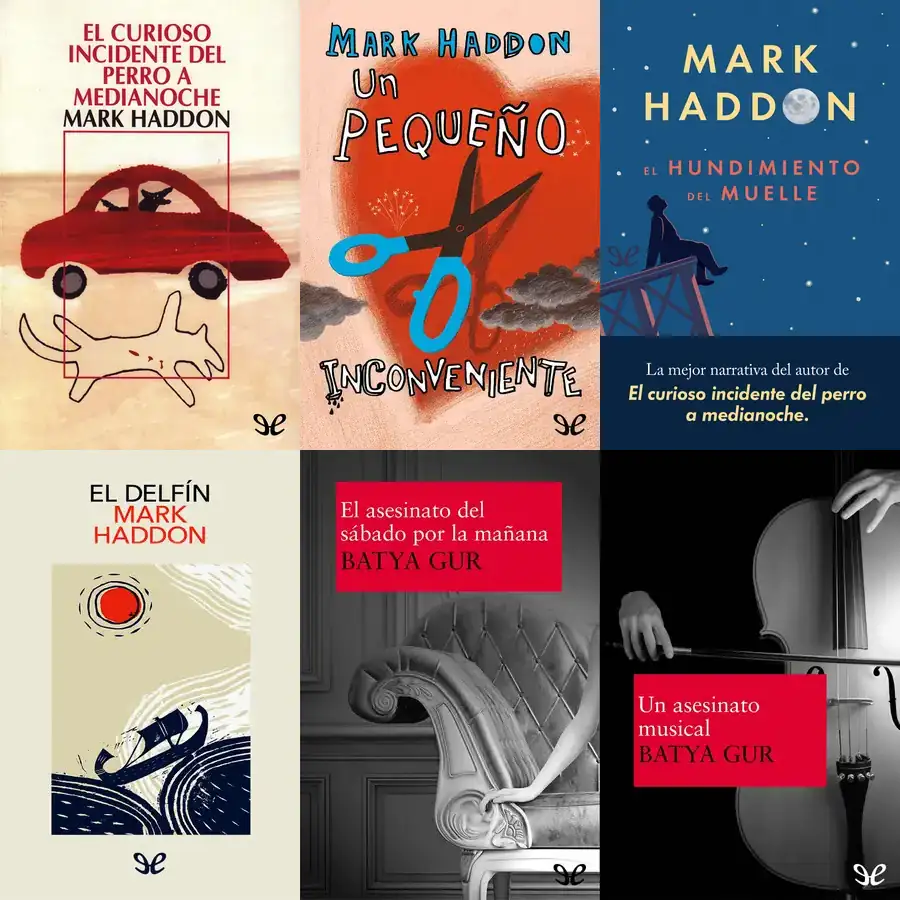 EL CURIOSO
INCIDENTE DEL
PERRO A
MEDIANOCHE
MARK HADDON
MARK HADDON
Un
PEQUEÑO
INCONVENIENTE
MARK
HADDON
EL HUNDIMIENTO
DEL MUELLE
La mejor narrativa del autor de
El curioso incidente del perro
a medianoche.
EL DELFÍN
MARK
HADDON
El asesinato del
sábado por la mañana
BATYA GUR
Un asesinato
musical
BATYA GUR